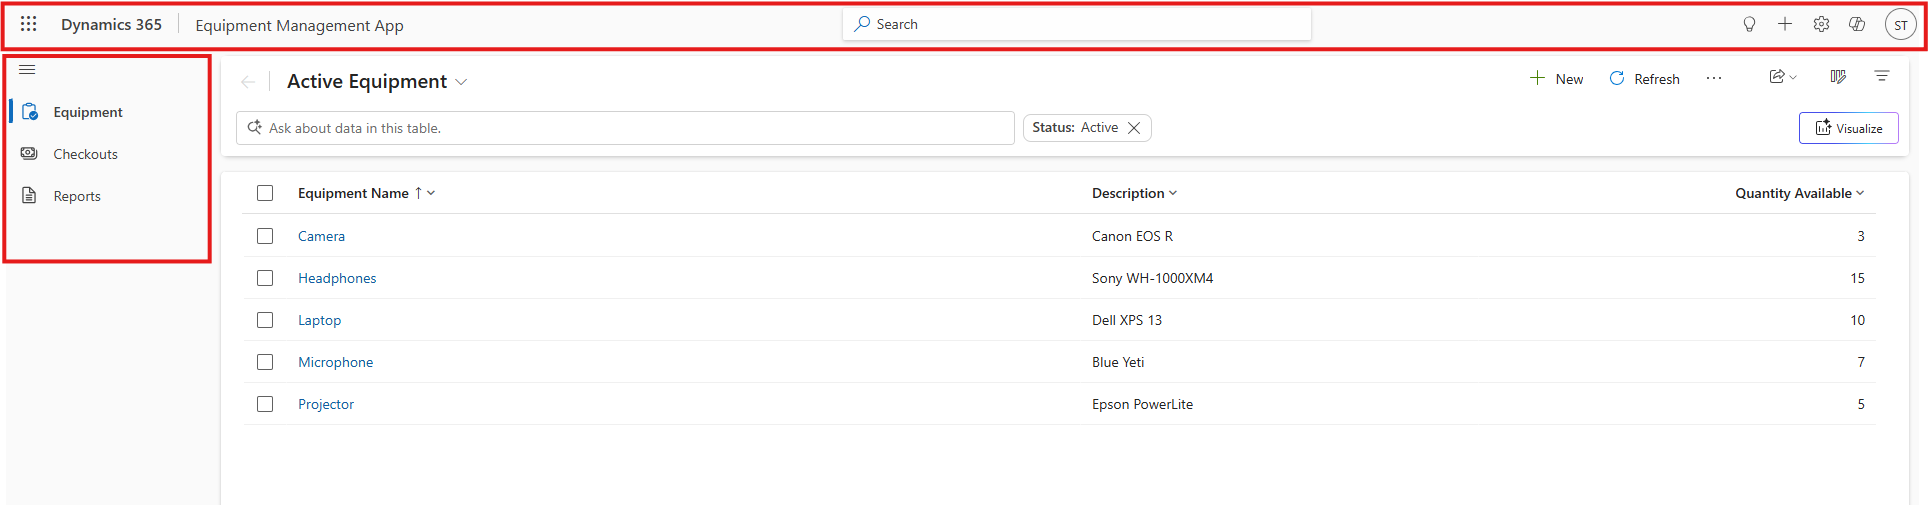 Dynamics 365 Equipment Management App Search ST
Active Equipment New Refresh
Ask about data in this table. Status: Active Visualize
Equipment
Checkouts
Reports
Equipment Name Description Quantity Available
Camera Canon EOS R 3
Headphones Sony WH-1000XM4 15
Laptop Dell XPS 13 10
Microphone Blue Yeti 7
Projector Epson PowerLite 5